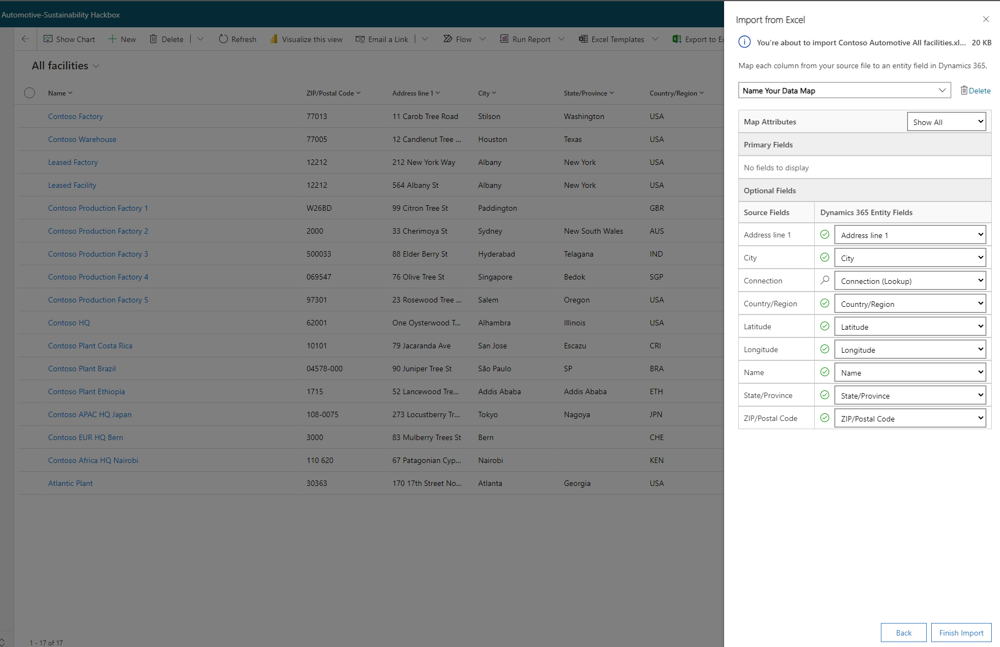 Automotive-Sustainability Hackbox
Show Chart New Delete Refresh Visualize this view Email a Link Flow Run Report Excel Templates Export to Ex
All facilities
Name ZIP/Postal Code Address line 1 City State/Province Country/Region
Contoso Factory 77013 11 Carob Tree Road Stilson Washington USA
Contoso Warehouse 77005 12 Candlenut Tree ... Houston Texas USA
Leased Factory 12212 212 New York Way Albany New York USA
Leased Facility 12212 564 Albany St Albany New York USA
Contoso Production Factory 1 W26BD 99 Citron Tree St Paddington GBR
Contoso Production Factory 2 2000 33 Cherimoya St Sydney New South Wales AUS
Contoso Production Factory 3 500033 88 Elder Berry St Hyderabad Telagana IND
Contoso Production Factory 4 069547 76 Olive Tree St Singapore Bedok SGP
Contoso Production Factory 5 97301 23 Rosewood Tree ... Salem Oregon USA
Contoso HQ 62001 One Oysterwood T... Alhambra Illinois USA
Contoso Plant Costa Rica 10101 79 Jacaranda Ave San Jose Escazu CRI
Contoso Plant Brazil 04578-000 90 Juniper Tree St São Paulo SP BRA
Contoso Plant Ethiopia 1715 52 Lancewood Tre... Addis Ababa Addis Ababa ETH
Contoso APAC HQ Japan 108-0075 273 Locustberry Tr... Tokyo Nagoya JPN
Contoso EUR HQ Bern 3000 83 Mulberry Trees St Bern CHE
Contoso Africa HQ Nairobi 110 620 67 Patagonian Cyp... Nairobi KEN
Atlantic Plant 30363 170 17th Street No... Atlanta Georgia USA
1 - 17 of 17
Import from Excel
You're about to import Contoso Automotive All facilities.xl... 20 KB
Map each column from your source file to an entity field in Dynamics 365.
Name Your Data Map Delete
Map Attributes Show All
Primary Fields
No fields to display
Optional Fields
Source Fields Dynamics 365 Entity Fields
Address line 1 Address line 1
City City
Connection Connection (Lookup)
Country/Region Country/Region
Latitude Latitude
Longitude Longitude
Name Name
State/Province State/Province
ZIP/Postal Code ZIP/Postal Code
Back Finish Import